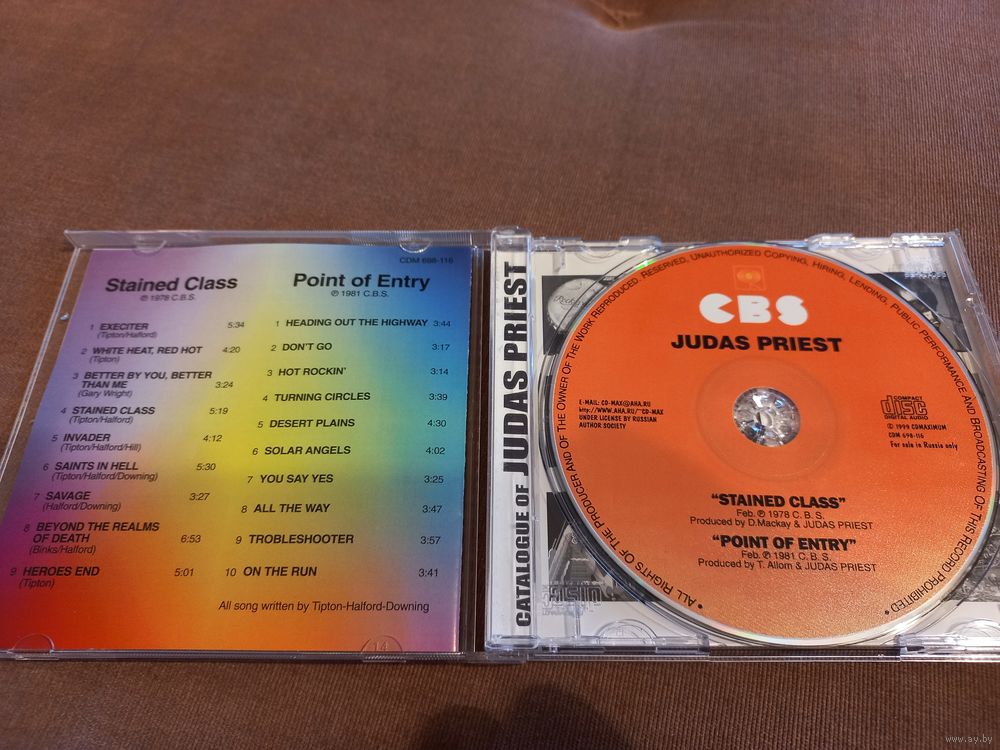 CDM 698-116
Stained Class
℗ 1978 C.B.S.
1 EXECITER 5:34
(Tipton/Halford)
2 WHITE HEAT, RED HOT 4:20
(Tipton)
3 BETTER BY YOU, BETTER
THAN ME 3:24
(Gary Wright)
4 STAINED CLASS 5:19
(Tipton/Halford)
5 INVADER 4:12
(Tipton/Halford/Hill)
6 SAINTS IN HELL 5:30
(Tipton/Halford/Downing)
7 SAVAGE 3:27
(Halford/Downing)
8 BEYOND THE REALMS
OF DEATH 6:53
(Binks/Halford)
9 HEROES END 5:01
(Tipton)
Point of Entry
℗ 1981 C.B.S.
1 HEADING OUT THE HIGHWAY 3:44
2 DON'T GO 3:17
3 HOT ROCKIN' 3:14
4 TURNING CIRCLES 3:39
5 DESERT PLAINS 4:30
6 SOLAR ANGELS 4:02
7 YOU SAY YES 3:25
8 ALL THE WAY 3:47
9 TROBLESHOOTER 3:57
10 ON THE RUN 3:41
All song written by Tipton-Halford-Downing
14
CATALOGUE OF JUDAS PRIEST
CBS
JUDAS PRIEST
E-MAIL: CD-MAX@AHA.RU
http://WWW.AHA.RU/~CD-MAX
UNDER LICENSE BY RUSSIAN
AUTHOR SOCIETY
COMPACT
disc
DIGITAL AUDIO
© 1999 CDMAXIMUM
CDM 698-116
For sale in Russia only
"STAINED CLASS"
Feb. ℗ 1978 C. B. S.
Produced by D.Mackay & JUDAS PRIEST
"POINT OF ENTRY"
Feb. ℗ 1981 C. B. S.
Produced by T. Allom & JUDAS PRIEST
• ALL RIGHTS OF THE PRODUCER AND OF THE OWNER OF THE WORK REPRODUCED, RESERVED, UNAUTHORIZED COPYING, HIRING, LENDING, PUBLIC PERFORMANCE AND BROADCASTING OF THIS RECORD PROHIBITED •
www.ay.by